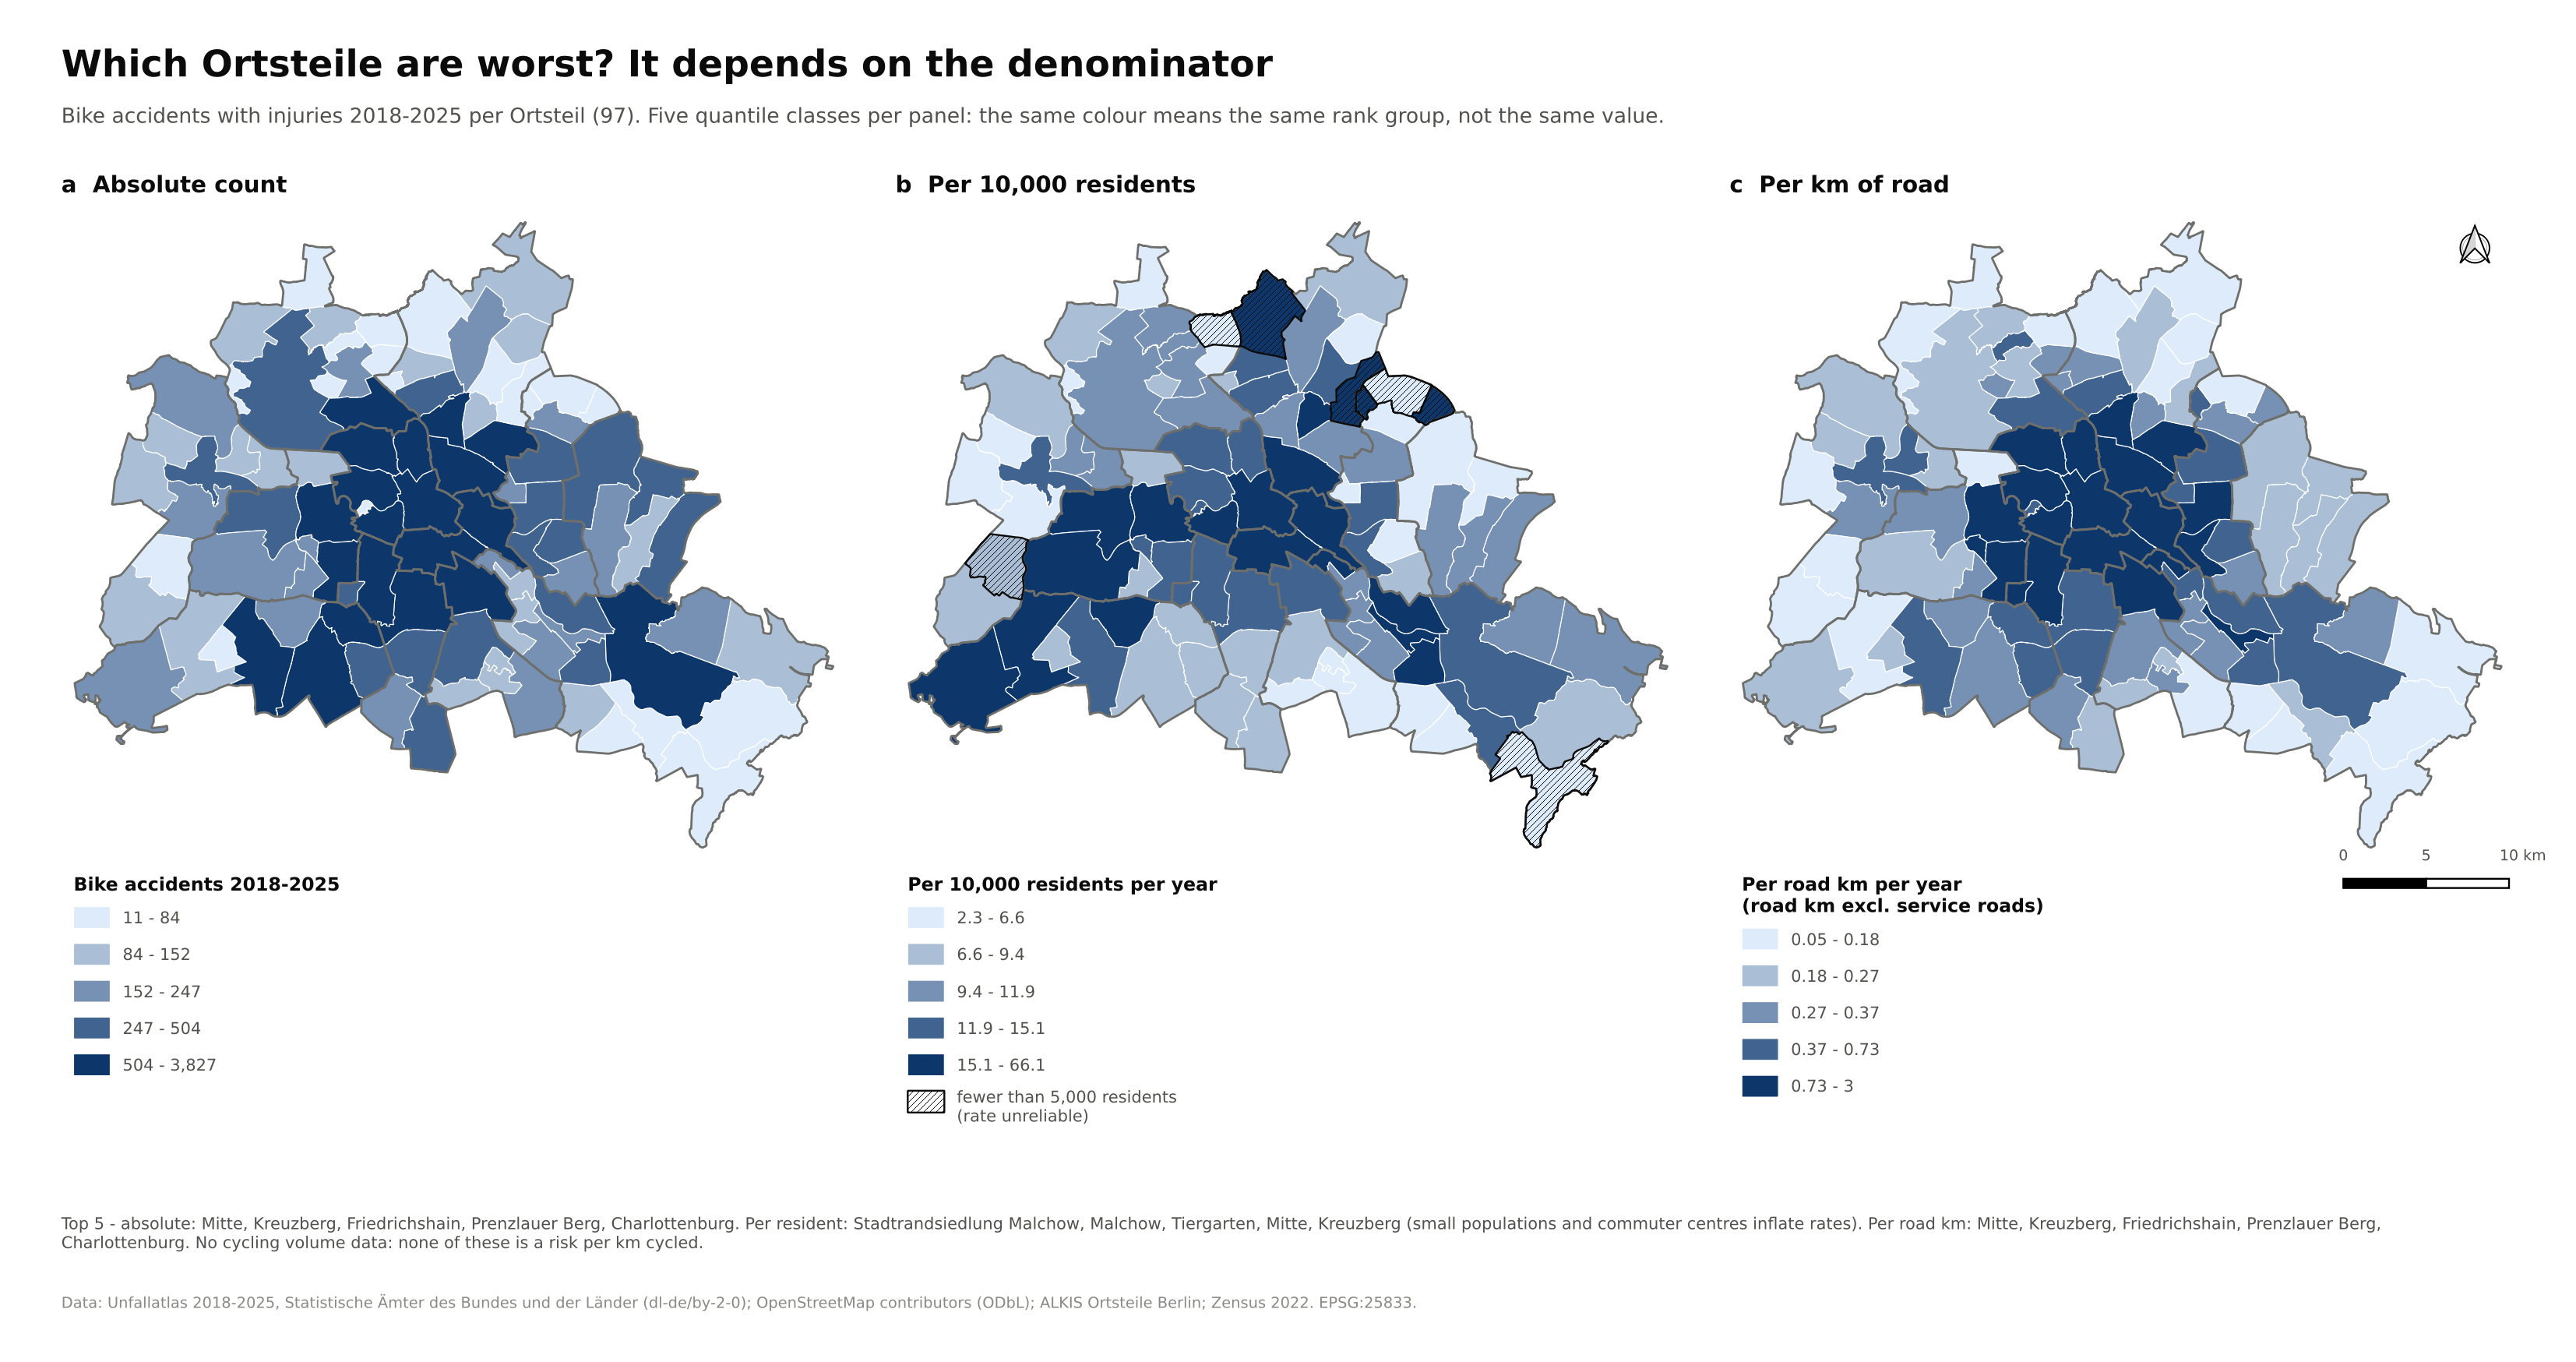 Which Ortsteile are worst? It depends on the denominator
Bike accidents with injuries 2018-2025 per Ortsteil (97). Five quantile classes per panel: the same colour means the same rank group, not the same value.
a Absolute count
b Per 10,000 residents
c Per km of road
0 5 10 km
Bike accidents 2018-2025
11 - 84
84 - 152
152 - 247
247 - 504
504 - 3,827
Per 10,000 residents per year
2.3 - 6.6
6.6 - 9.4
9.4 - 11.9
11.9 - 15.1
15.1 - 66.1
fewer than 5,000 residents
(rate unreliable)
Per road km per year
(road km excl. service roads)
0.05 - 0.18
0.18 - 0.27
0.27 - 0.37
0.37 - 0.73
0.73 - 3
Top 5 - absolute: Mitte, Kreuzberg, Friedrichshain, Prenzlauer Berg, Charlottenburg. Per resident: Stadtrandsiedlung Malchow, Malchow, Tiergarten, Mitte, Kreuzberg (small populations and commuter centres inflate rates). Per road km: Mitte, Kreuzberg, Friedrichshain, Prenzlauer Berg,
Charlottenburg. No cycling volume data: none of these is a risk per km cycled.
Data: Unfallatlas 2018-2025, Statistische Ämter des Bundes und der Länder (dl-de/by-2-0); OpenStreetMap contributors (ODbL); ALKIS Ortsteile Berlin; Zensus 2022. EPSG:25833.